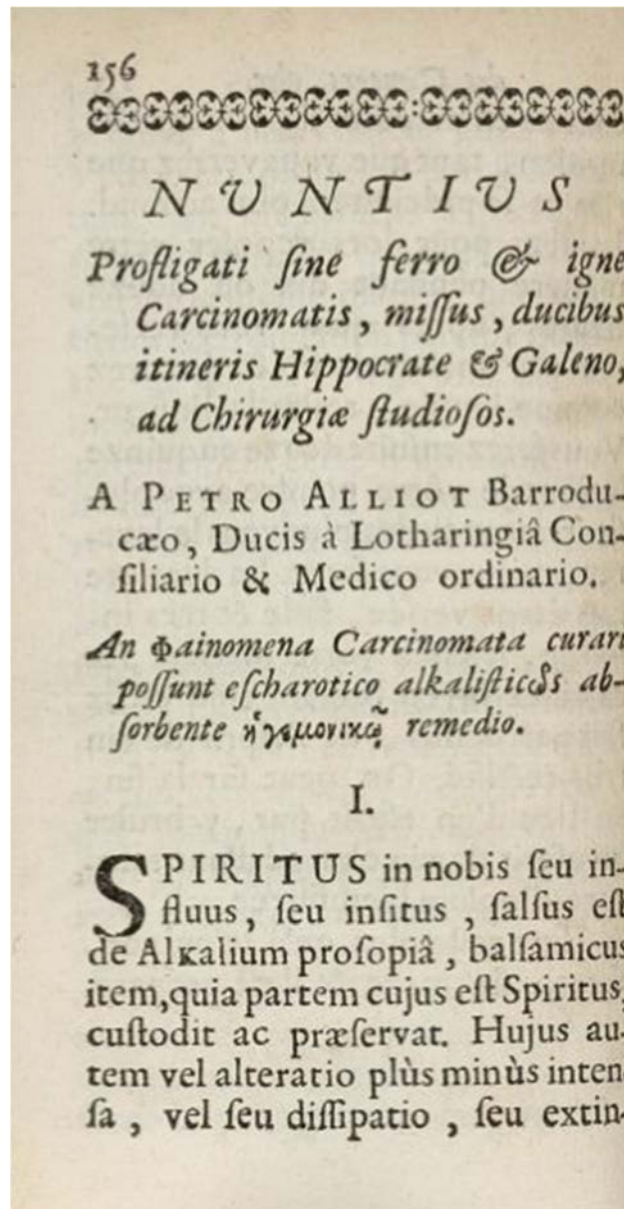 156
NUNTIUS
Profligati ſine ferro & igne
Carcinomatis, miſſus, ducibus
itineris Hippocrate & Galeno,
ad Chirurgiæ ſtudioſos.
A PETRO ALLIOT Barrodu-
cæo, Ducis à Lotharingiâ Con-
ſiliario & Medico ordinario.
An Φainomena Carcinomata curari
poſſunt eſcharotico alkaliſtico & ab-
ſorbente ἡγεμονικῷ remedio.
I.
SPIRITUS in nobis ſeu in-
fluus, ſeu inſitus, ſalſus eſt
de Alkalium proſopiâ, balſamicus
item, quia partem cujus eſt Spiritus,
cuſtodit ac præſervat. Hujus au-
tem vel alteratio plùs minùs inten
ſa, vel ſeu diſſipatio, ſeu extin-